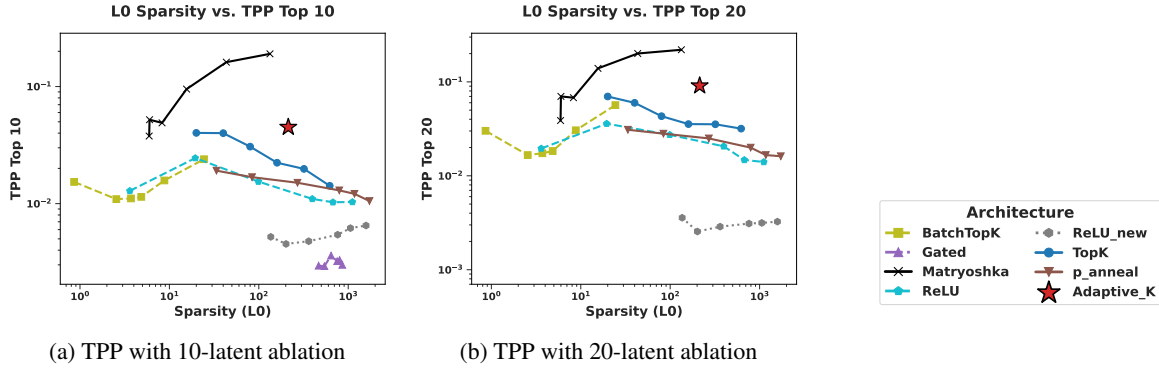 L0 Sparsity vs. TPP Top 10
TPP Top 10
10⁻¹
10⁻²
10⁰ 10¹ 10² 10³
Sparsity (L0)
(a) TPP with 10-latent ablation
L0 Sparsity vs. TPP Top 20
TPP Top 20
10⁻¹
10⁻²
10⁻³
10⁰ 10¹ 10² 10³
Sparsity (L0)
(b) TPP with 20-latent ablation
Architecture
BatchTopK
Gated
Matryoshka
ReLU
ReLU_new
TopK
p_anneal
Adaptive_K